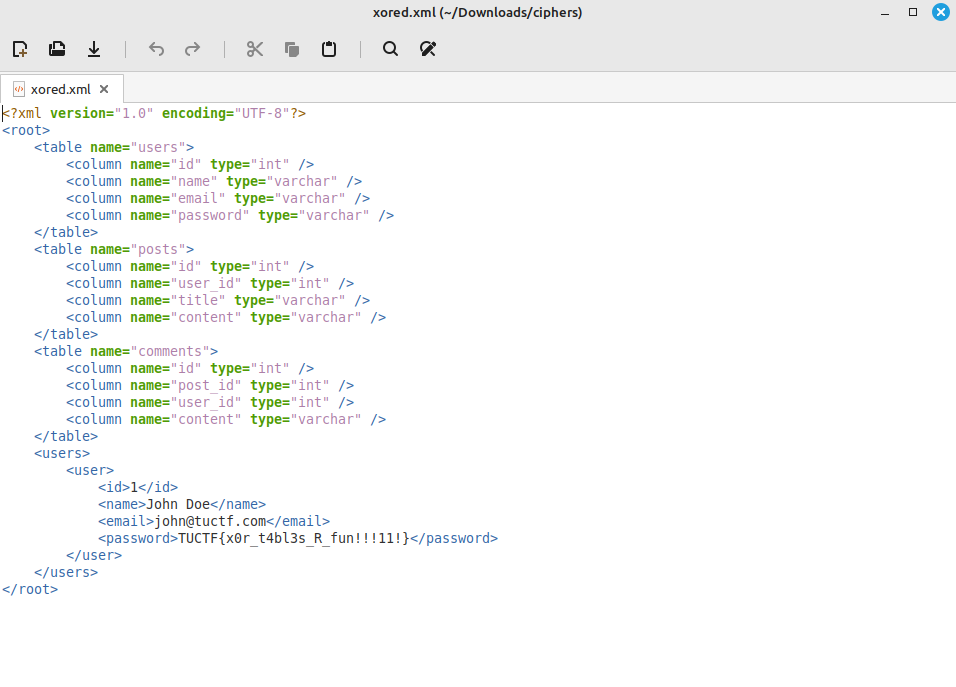 xored.xml (~/Downloads/ciphers)
xored.xml
<?xml version="1.0" encoding="UTF-8"?>
<root>
    <table name="users">
        <column name="id" type="int" />
        <column name="name" type="varchar" />
        <column name="email" type="varchar" />
        <column name="password" type="varchar" />
    </table>
    <table name="posts">
        <column name="id" type="int" />
        <column name="user_id" type="int" />
        <column name="title" type="varchar" />
        <column name="content" type="varchar" />
    </table>
    <table name="comments">
        <column name="id" type="int" />
        <column name="post_id" type="int" />
        <column name="user_id" type="int" />
        <column name="content" type="varchar" />
    </table>
    <users>
        <user>
            <id>1</id>
            <name>John Doe</name>
            <email>john@tuctf.com</email>
            <password>TUCTF{x0r_t4bl3s_R_fun!!!11!}</password>
        </user>
    </users>
</root>